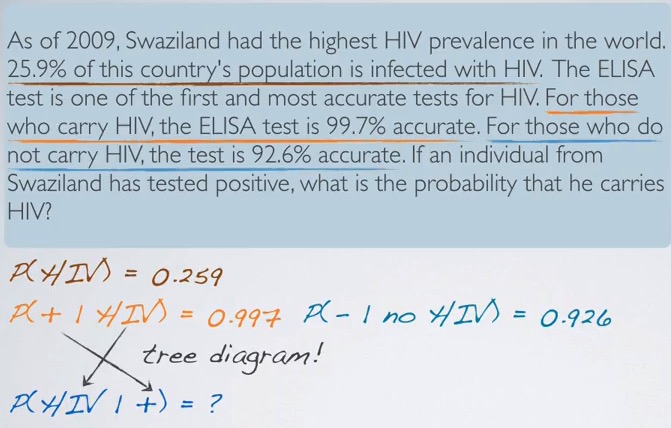 As of 2009, Swaziland had the highest HIV prevalence in the world.
25.9% of this country's population is infected with HIV. The ELISA
test is one of the first and most accurate tests for HIV. For those
who carry HIV, the ELISA test is 99.7% accurate. For those who do
not carry HIV, the test is 92.6% accurate. If an individual from
Swaziland has tested positive, what is the probability that he carries
HIV?
P(HIV) = 0.259
P(+ | HIV) = 0.997 P(- | no HIV) = 0.926
tree diagram!
P(HIV | +) = ?